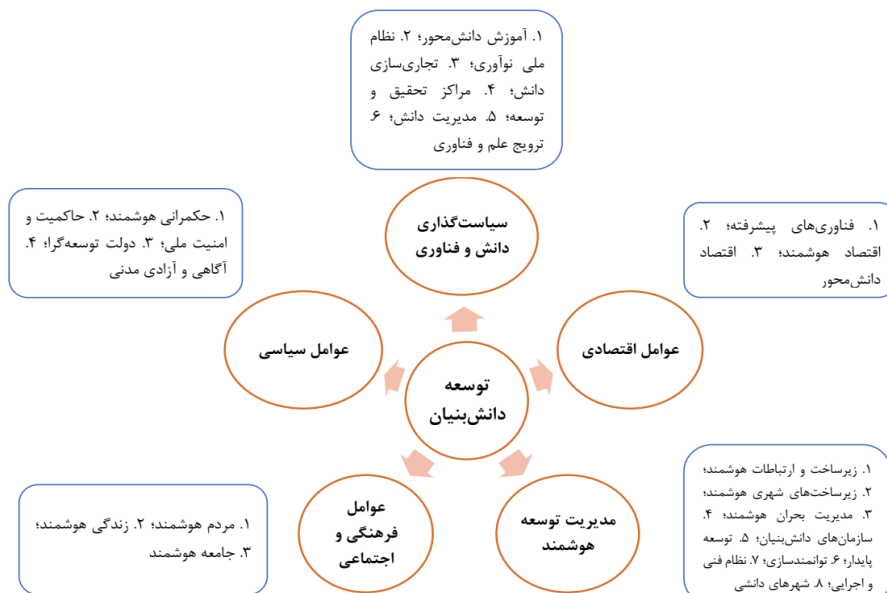 ۱. آموزش دانش‌محور؛ ۲. نظام
ملی نوآوری؛ ۳. تجاری‌سازی
دانش؛ ۴. مراکز تحقیق و
توسعه؛ ۵. مدیریت دانش؛ ۶.
ترویج علم و فناوری
سیاست‌گذاری
دانش و فناوری
۱. فناوری‌های پیشرفته؛ ۲.
اقتصاد هوشمند؛ ۳. اقتصاد
دانش‌محور
عوامل اقتصادی
۱. حکمرانی هوشمند؛ ۲. حاکمیت و
امنیت ملی؛ ۳. دولت توسعه‌گرا؛ ۴.
آگاهی و آزادی مدنی
عوامل سیاسی
توسعه
دانش‌بنیان
۱. زیرساخت و ارتباطات هوشمند؛
۲. زیرساخت‌های شهری هوشمند؛
۳. مدیریت بحران هوشمند؛ ۴.
سازمان‌های دانش‌بنیان؛ ۵. توسعه
پایدار؛ ۶. توانمندسازی؛ ۷. نظام فنی
و اجرایی؛ ۸. شهرهای دانشی
مدیریت توسعه
هوشمند
عوامل
فرهنگی و
اجتماعی
۱. مردم هوشمند؛ ۲. زندگی هوشمند؛
۳. جامعه هوشمند